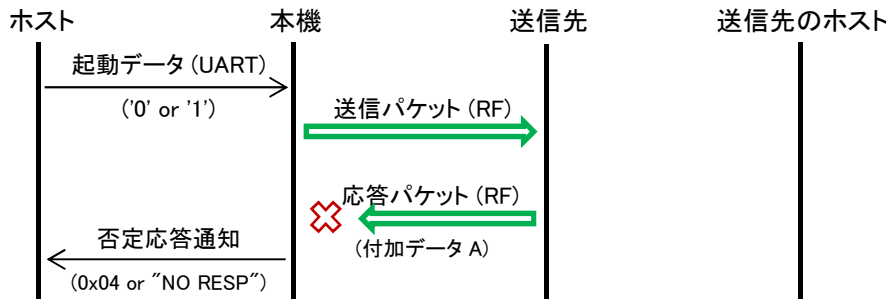 ホスト 本機 送信先 送信先のホスト
起動データ (UART)
('0' or '1')
送信パケット (RF)
応答パケット (RF)
(付加データ A)
否定応答通知
(0x04 or "NO RESP")